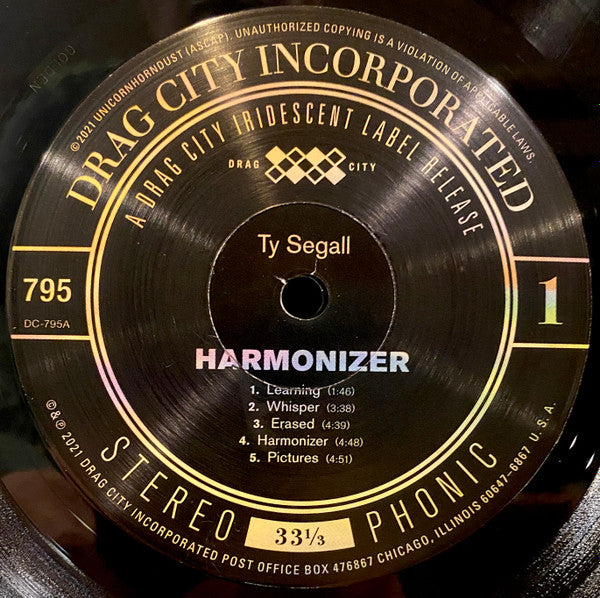 ©2021 UNICORNHORNDUST (ASCAP). UNAUTHORIZED COPYING IS A VIOLATION OF APPLICABLE LAWS.
DRAG CITY INCORPORATED
A DRAG CITY IRIDESCENT LABEL RELEASE
DRAG CITY
Ty Segall
795
DC-795A
1
HARMONIZER
1. Learning (1:46)
2. Whisper (3:38)
3. Erased (4:39)
4. Harmonizer (4:48)
5. Pictures (4:51)
STEREO PHONIC
33⅓
©&℗ 2021 DRAG CITY INCORPORATED POST OFFICE BOX 476867 CHICAGO, ILLINOIS 60647-6867 U.S.A.